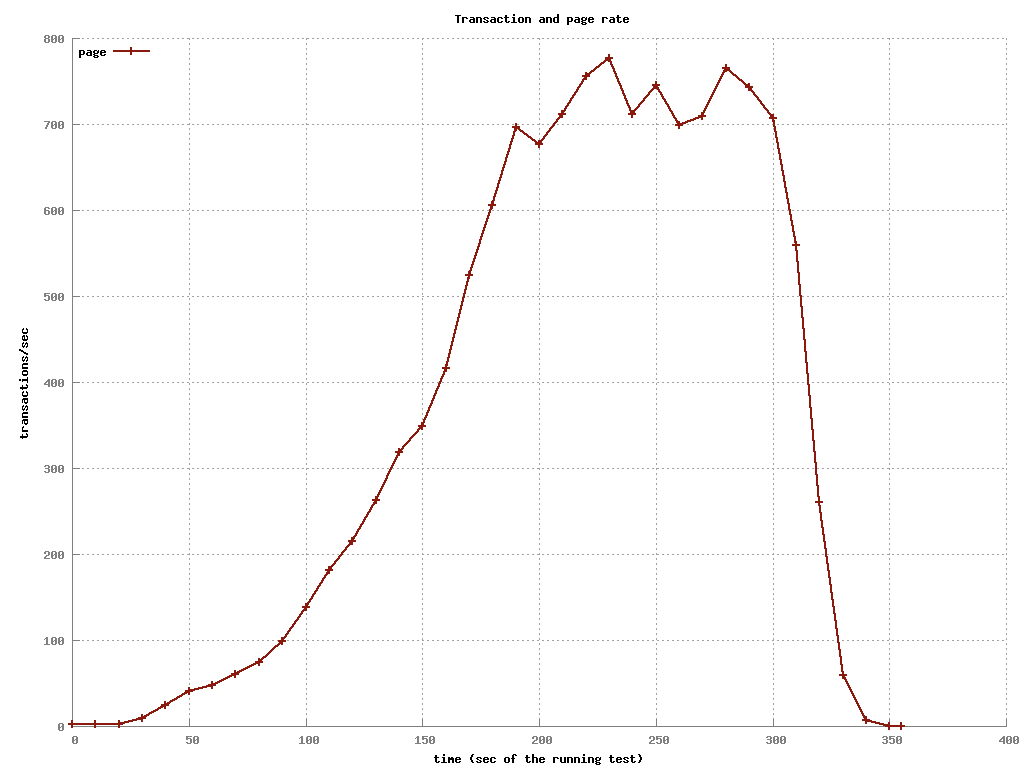 Transaction and page rate
page
800
700
600
500
400
300
200
100
0
transactions/sec
0 50 100 150 200 250 300 350 400
time (sec of the running test)